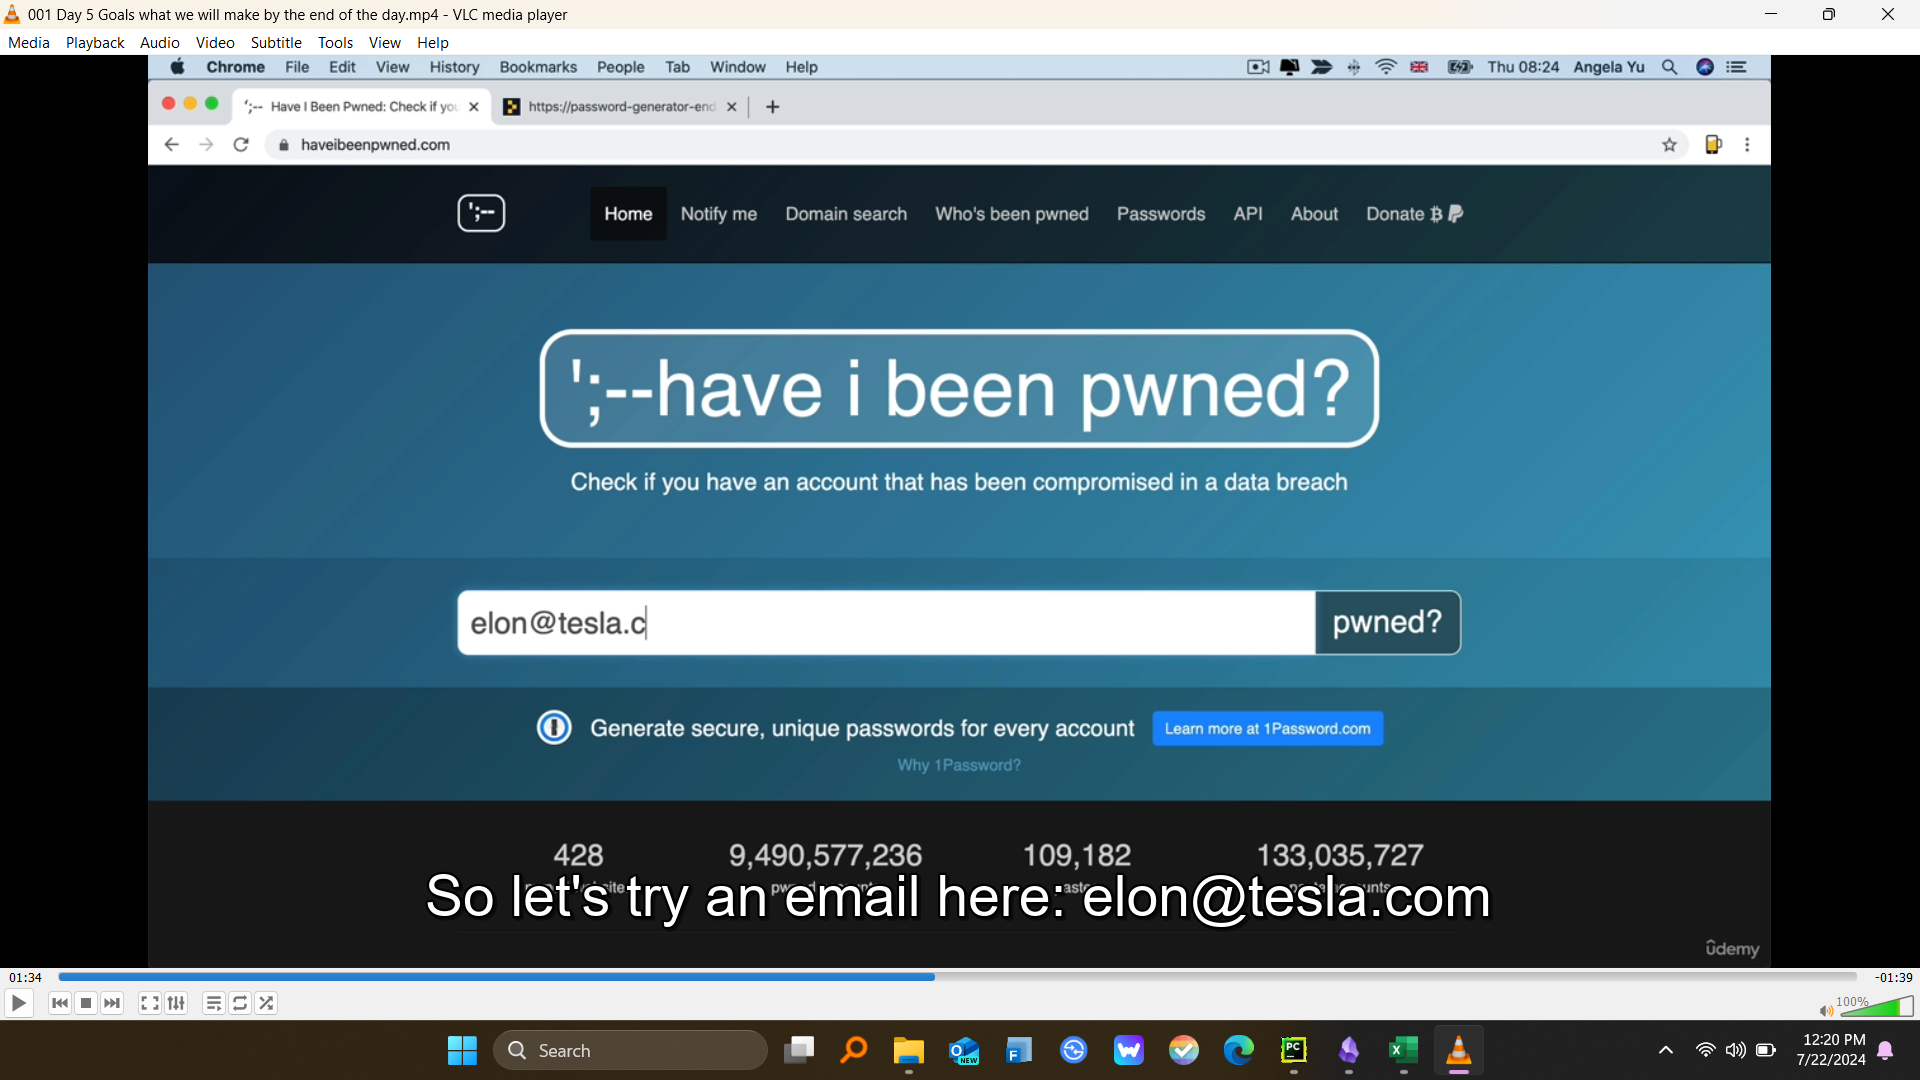 001 Day 5 Goals what we will make by the end of the day.mp4 - VLC media player
Media Playback Audio Video Subtitle Tools View Help
Chrome File Edit View History Bookmarks People Tab Window Help
Thu 08:24 Angela Yu
';-- Have I Been Pwned: Check if you
https://password-generator-end
haveibeenpwned.com
';--
Home Notify me Domain search Who's been pwned Passwords API About Donate
';--have i been pwned?
Check if you have an account that has been compromised in a data breach
elon@tesla.c
pwned?
Generate secure, unique passwords for every account
Learn more at 1Password.com
Why 1Password?
428 9,490,577,236 109,182 133,035,727
So let's try an email here: elon@tesla.com
ûdemy
01:34
-01:39
100%
Search
NEW
PC
12:20 PM
7/22/2024